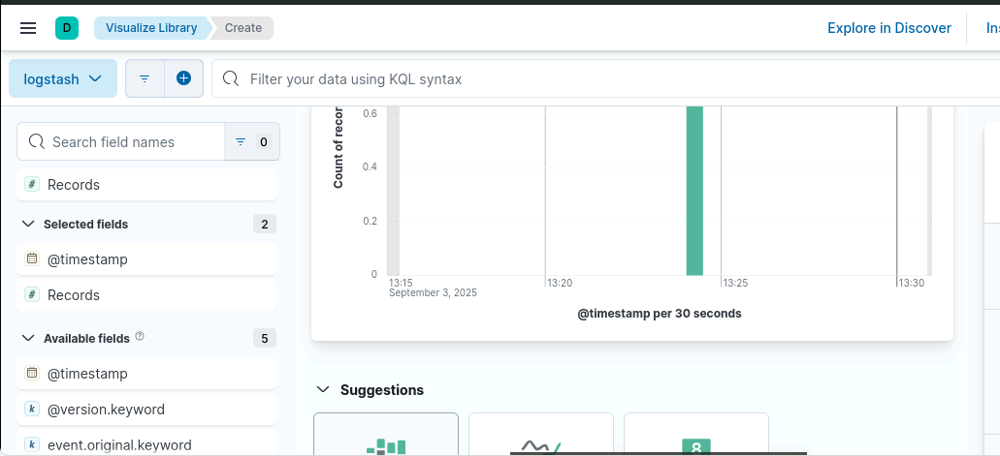 D Visualize Library Create Explore in Discover Ins
logstash Filter your data using KQL syntax
Search field names 0
# Records
Selected fields 2
@timestamp
# Records
Available fields ? 5
@timestamp
k @version.keyword
k event.original.keyword
Count of recor
0.6
0.4
0.2
0
13:15 13:20 13:25 13:30
September 3, 2025
@timestamp per 30 seconds
Suggestions
8